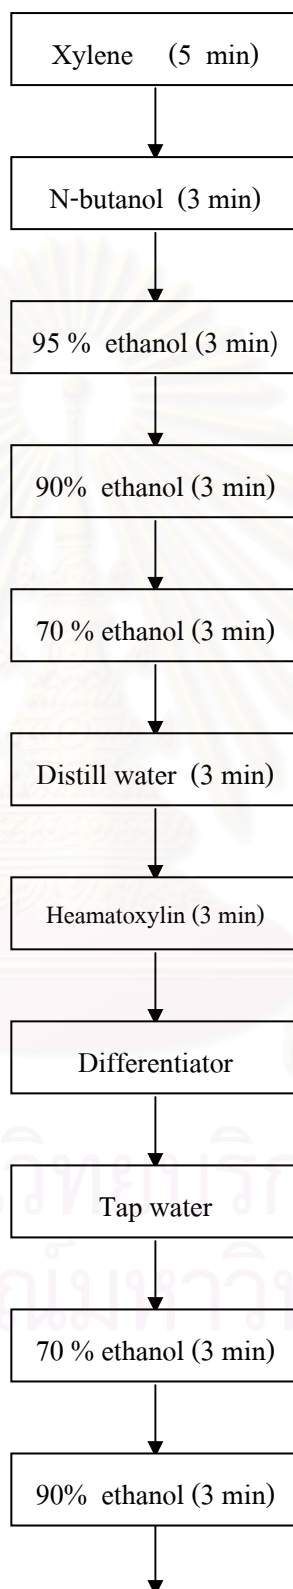 Xylene (5 min)
N-butanol (3 min)
95 % ethanol (3 min)
90% ethanol (3 min)
70 % ethanol (3 min)
Distill water (3 min)
Heamatoxylin (3 min)
Differentiator
Tap water
70 % ethanol (3 min)
90% ethanol (3 min)